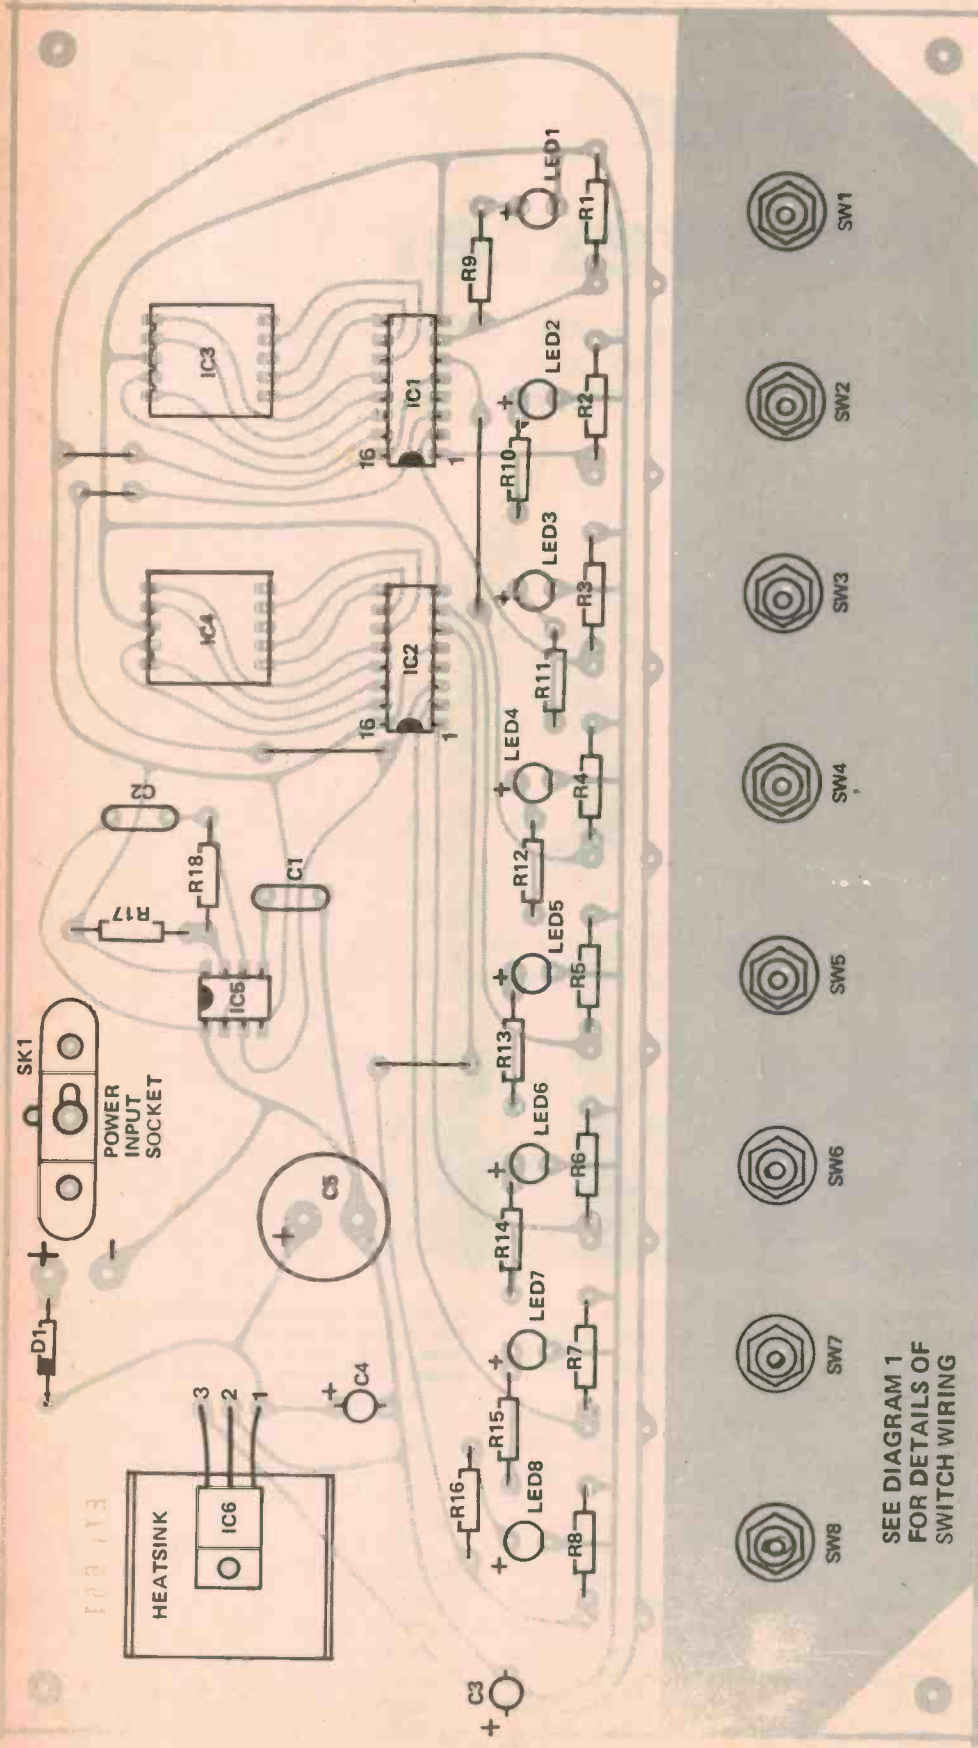 SK1
POWER
INPUT
SOCKET
+
-
D1
HEATSINK
IC6
3
2
1
C4
+
C5
+
R17
R18
C2
C1
IC5
IC4
IC3
16
IC2
1
16
IC1
1
C3
+
R16
R15
R14
R13
R12
R11
R10
R9
+
LED8
+
LED7
+
LED6
+
LED5
+
LED4
+
LED3
+
LED2
+
LED1
R8
R7
R6
R5
R4
R3
R2
R1
SW8
SW7
SW6
SW5
SW4
SW3
SW2
SW1
SEE DIAGRAM 1
FOR DETAILS OF
SWITCH WIRING